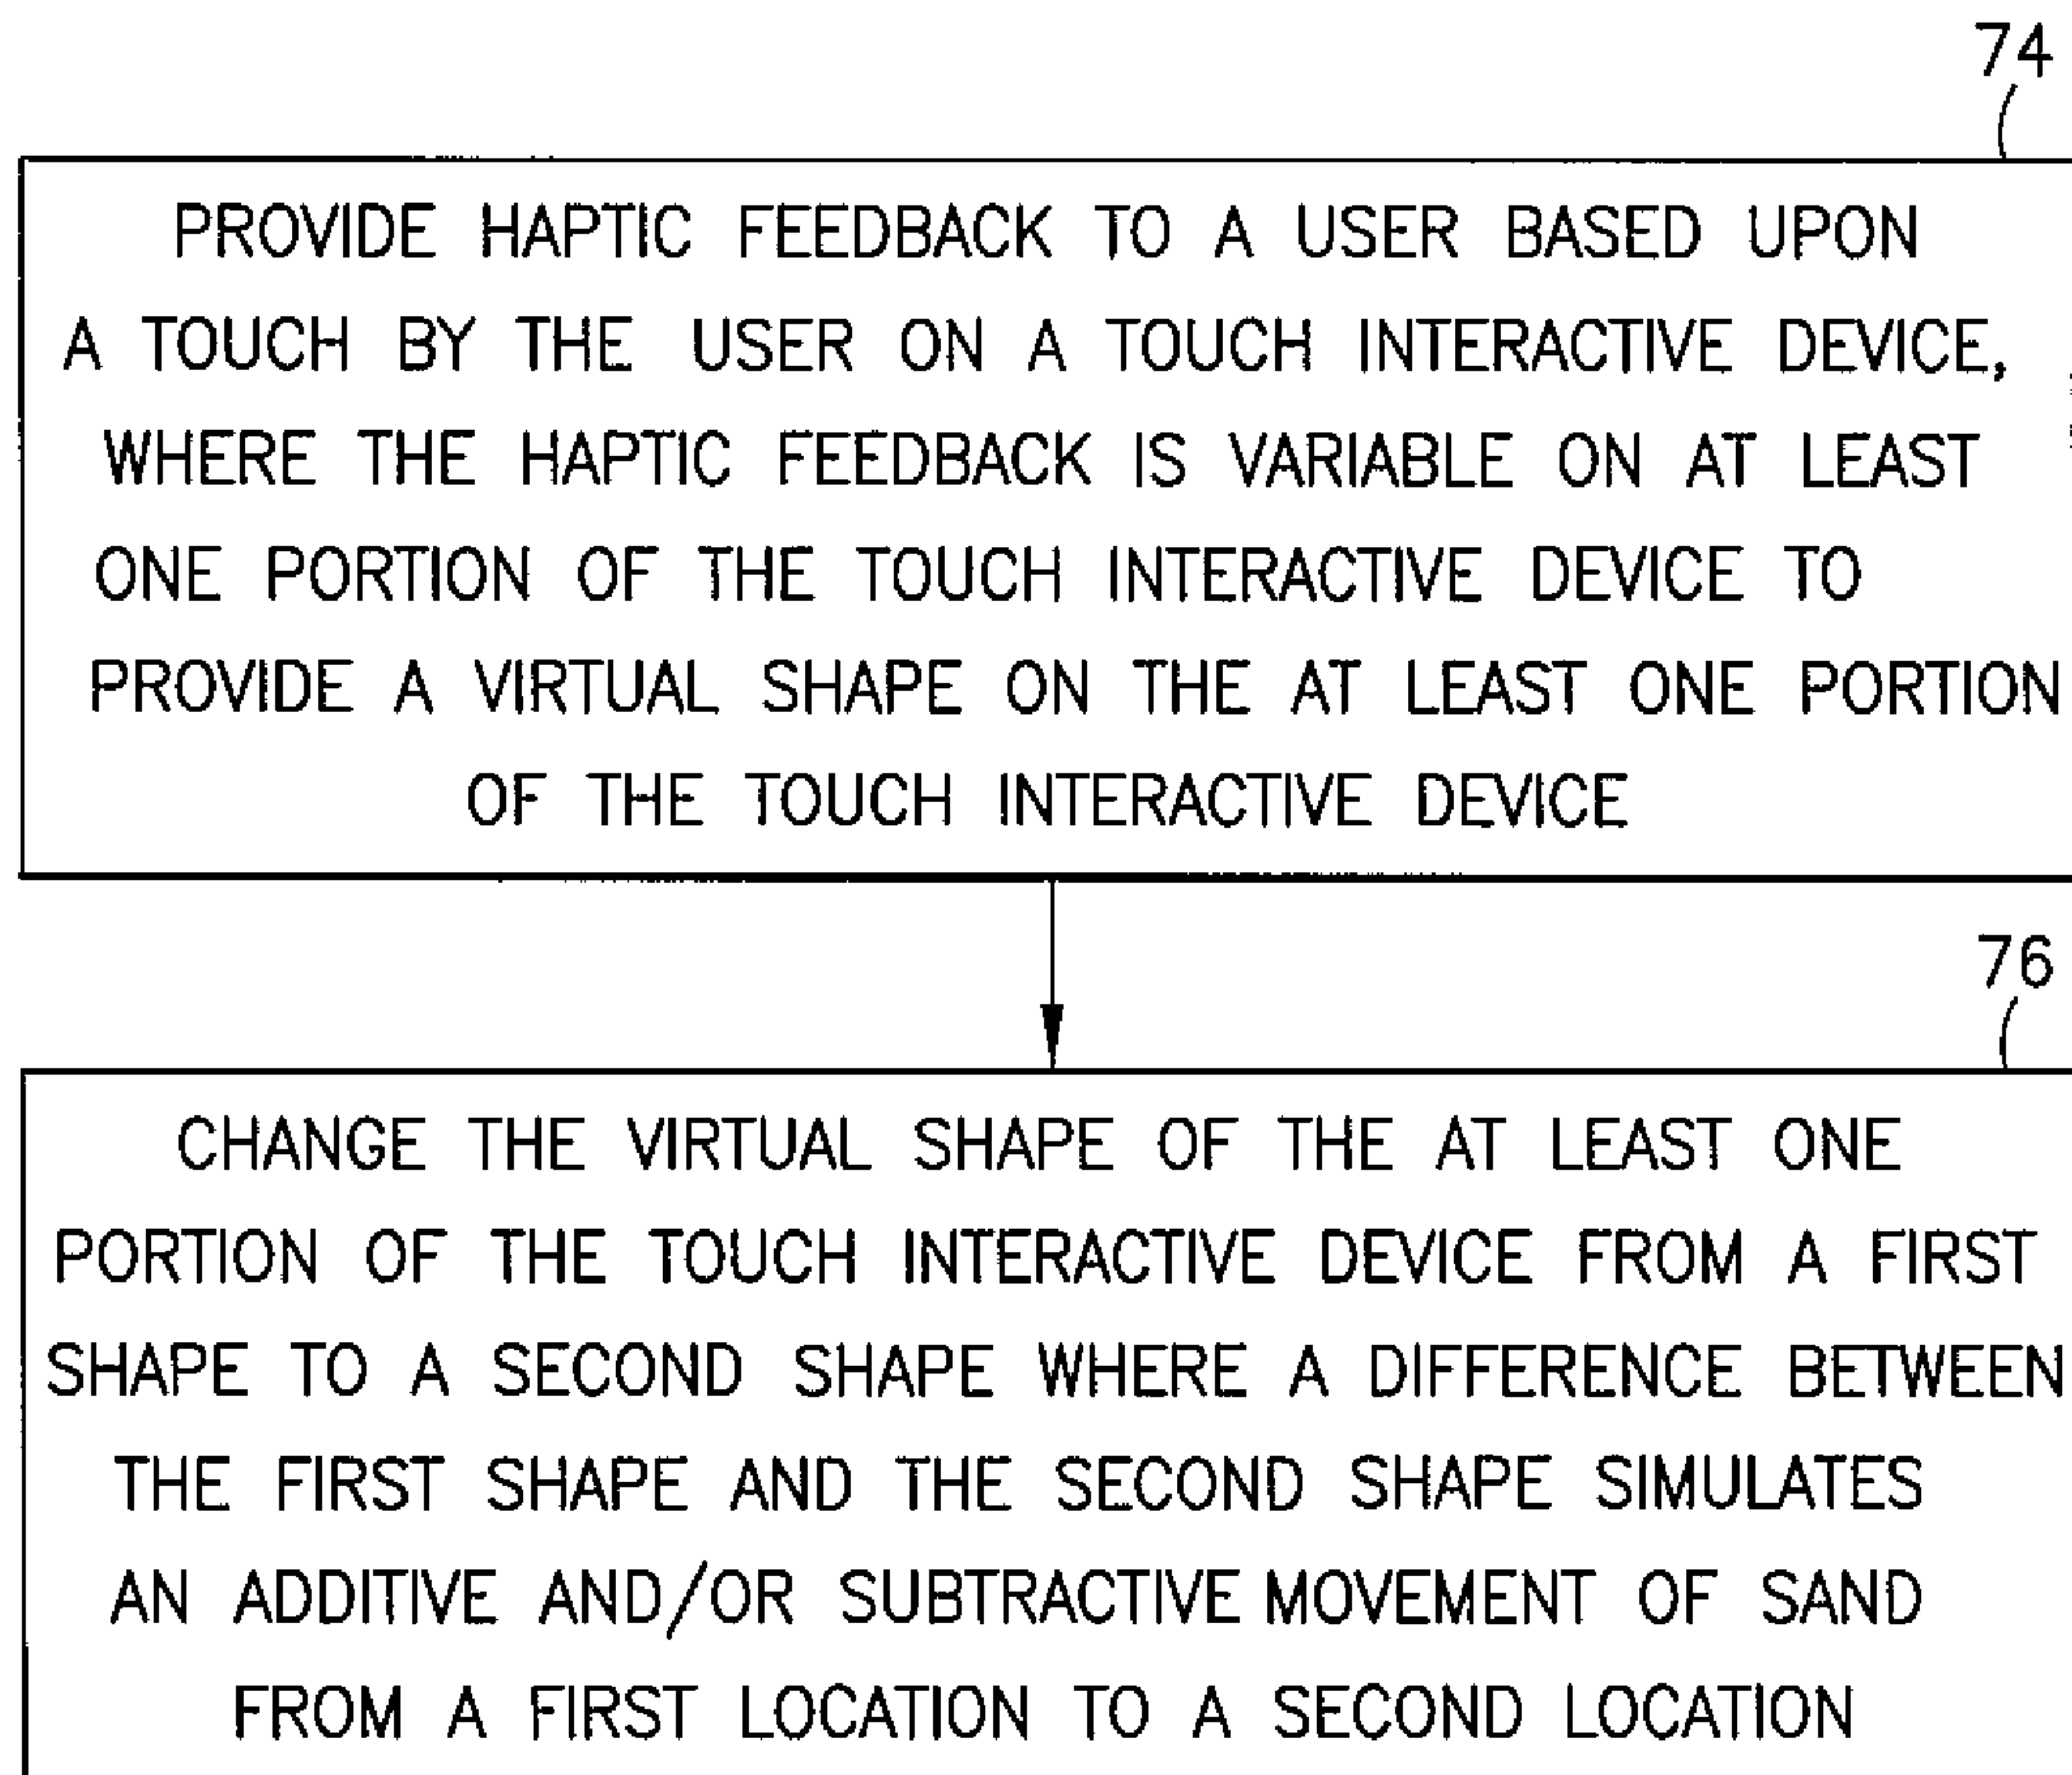 74
PROVIDE HAPTIC FEEDBACK TO A USER BASED UPON
A TOUCH BY THE USER ON A TOUCH INTERACTIVE DEVICE,
WHERE THE HAPTIC FEEDBACK IS VARIABLE ON AT LEAST
ONE PORTION OF THE TOUCH INTERACTIVE DEVICE TO
PROVIDE A VIRTUAL SHAPE ON THE AT LEAST ONE PORTION
OF THE TOUCH INTERACTIVE DEVICE
76
CHANGE THE VIRTUAL SHAPE OF THE AT LEAST ONE
PORTION OF THE TOUCH INTERACTIVE DEVICE FROM A FIRST
SHAPE TO A SECOND SHAPE WHERE A DIFFERENCE BETWEEN
THE FIRST SHAPE AND THE SECOND SHAPE SIMULATES
AN ADDITIVE AND/OR SUBTRACTIVE MOVEMENT OF SAND
FROM A FIRST LOCATION TO A SECOND LOCATION